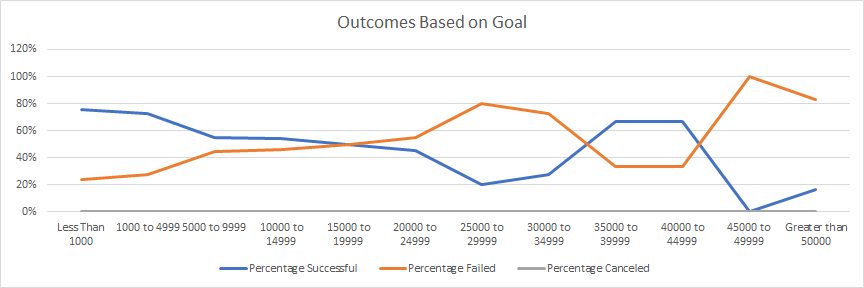 Outcomes Based on Goal
120%
100%
80%
60%
40%
20%
0%
Less Than
1000
1000 to 4999
5000 to 9999
10000 to
14999
15000 to
19999
20000 to
24999
25000 to
29999
30000 to
34999
35000 to
39999
40000 to
44999
45000 to
49999
Greater than
50000
Percentage Successful
Percentage Failed
Percentage Canceled